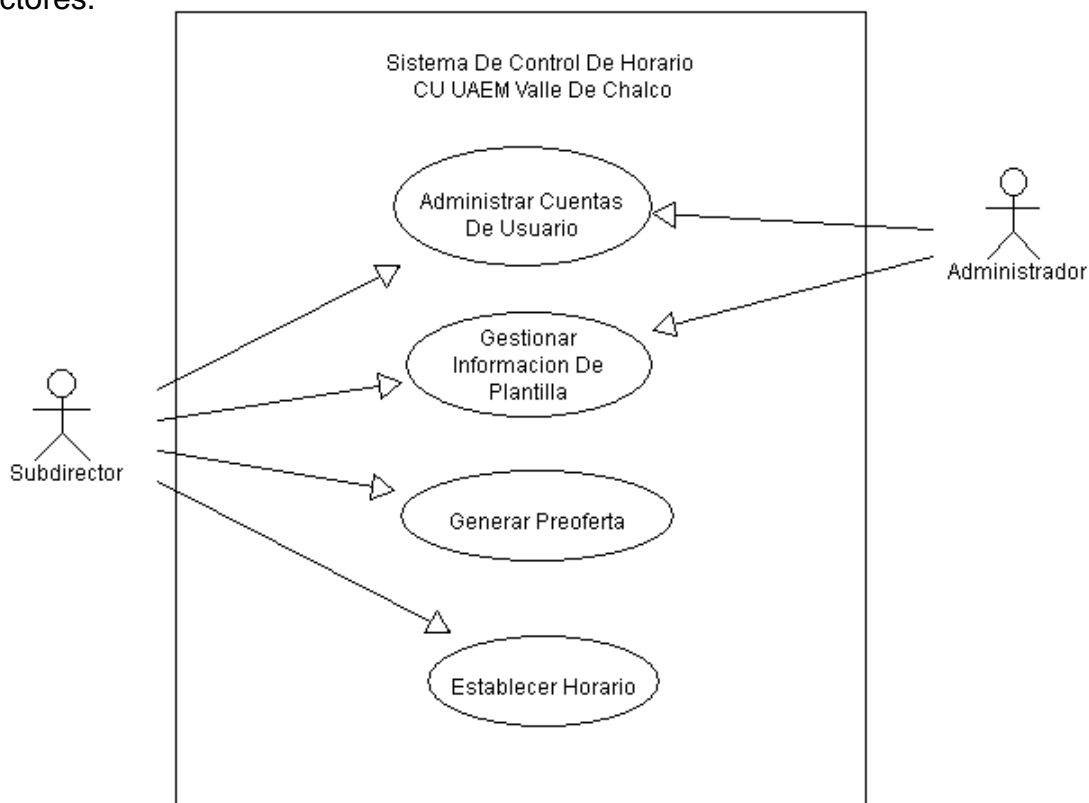 ctores.
Sistema De Control De Horario
CU UAEM Valle De Chalco
Administrar Cuentas
De Usuario
Administrador
Gestionar
Informacion De
Plantilla
Subdirector
Generar Preoferta
Establecer Horario